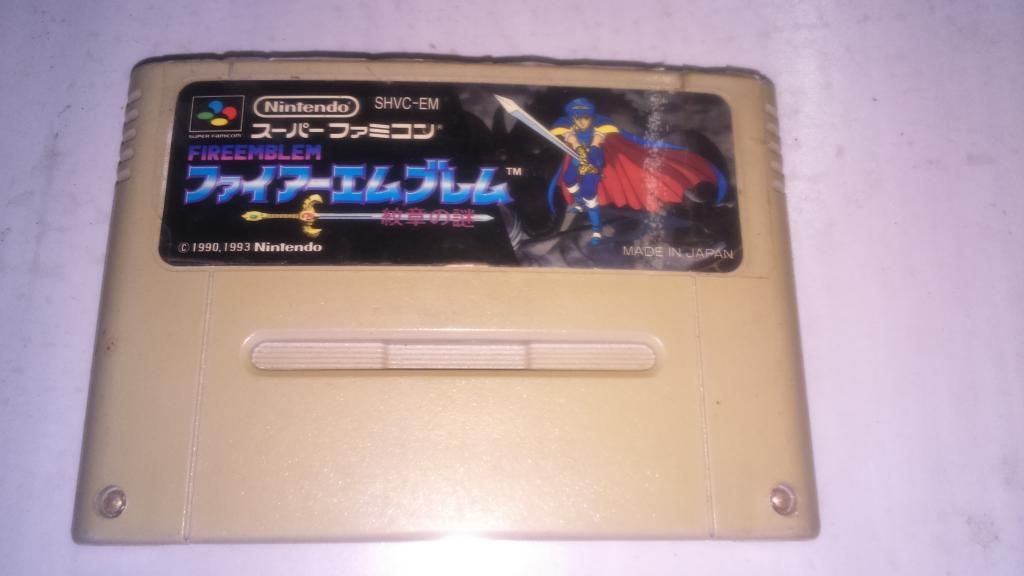 Nintendo SHVC-EM
SUPER FAMICOM
スーパーファミコン®
FIREEMBLEM
ファイアーエムブレム™
紋章の謎
© 1990,1993 Nintendo
MADE IN JAPAN